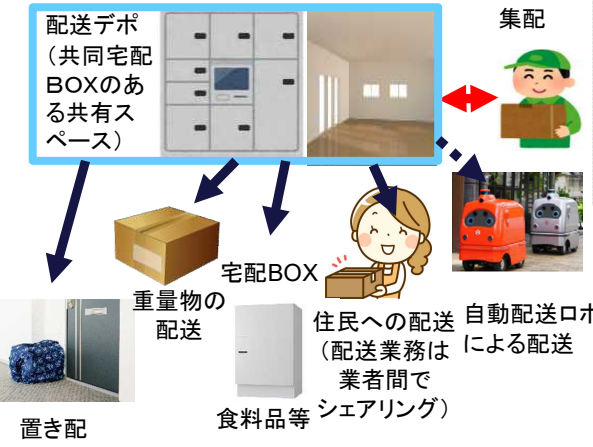 配送デポ
（共同宅配
BOXのあ
る共有ス
ペース）
集配
宅配BOX
重量物の
配送
住民への配送
（配送業務は
業者間で
シェアリング）
自動配送ロボ
による配送
食料品等
置き配